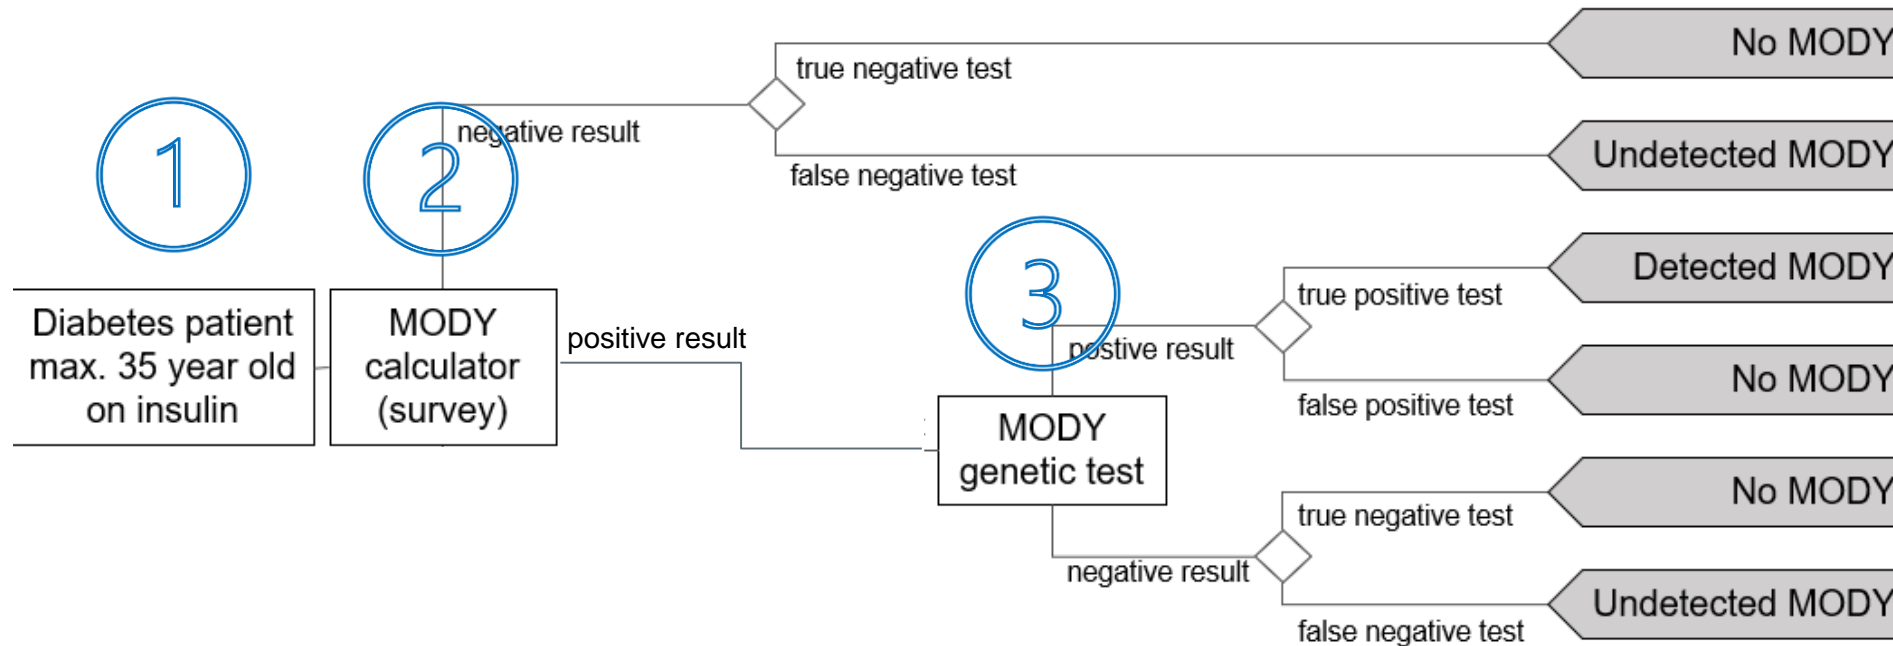 No MODY
true negative test
1
2
negative result
Undetected MODY
false negative test
3
Detected MODY
true positive test
Diabetes patient
max. 35 year old
on insulin
MODY
calculator
(survey)
positive result
postive result
No MODY
false positive test
MODY
genetic test
No MODY
true negative test
negative result
Undetected MODY
false negative test